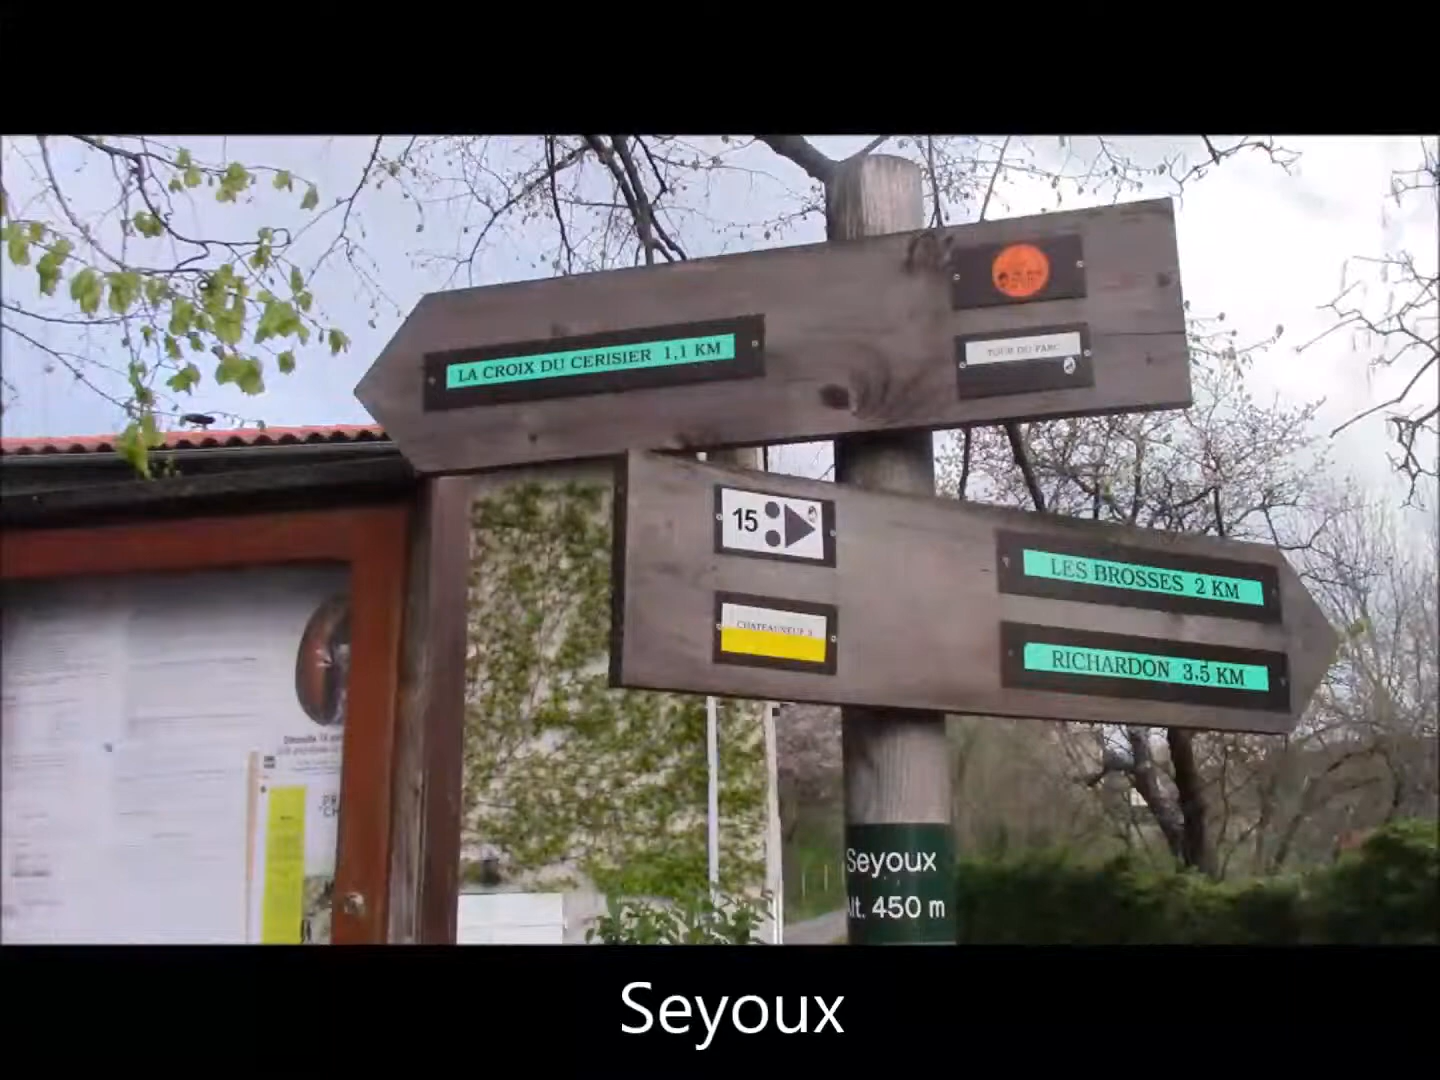 LA CROIX DU CERISIER 1,1 KM
TOUR DU PARC
15
CHATEAUNEUF 3
LES BROSSES 2 KM
RICHARDON 3,5 KM
Seyoux
Alt. 450 m
Seyoux